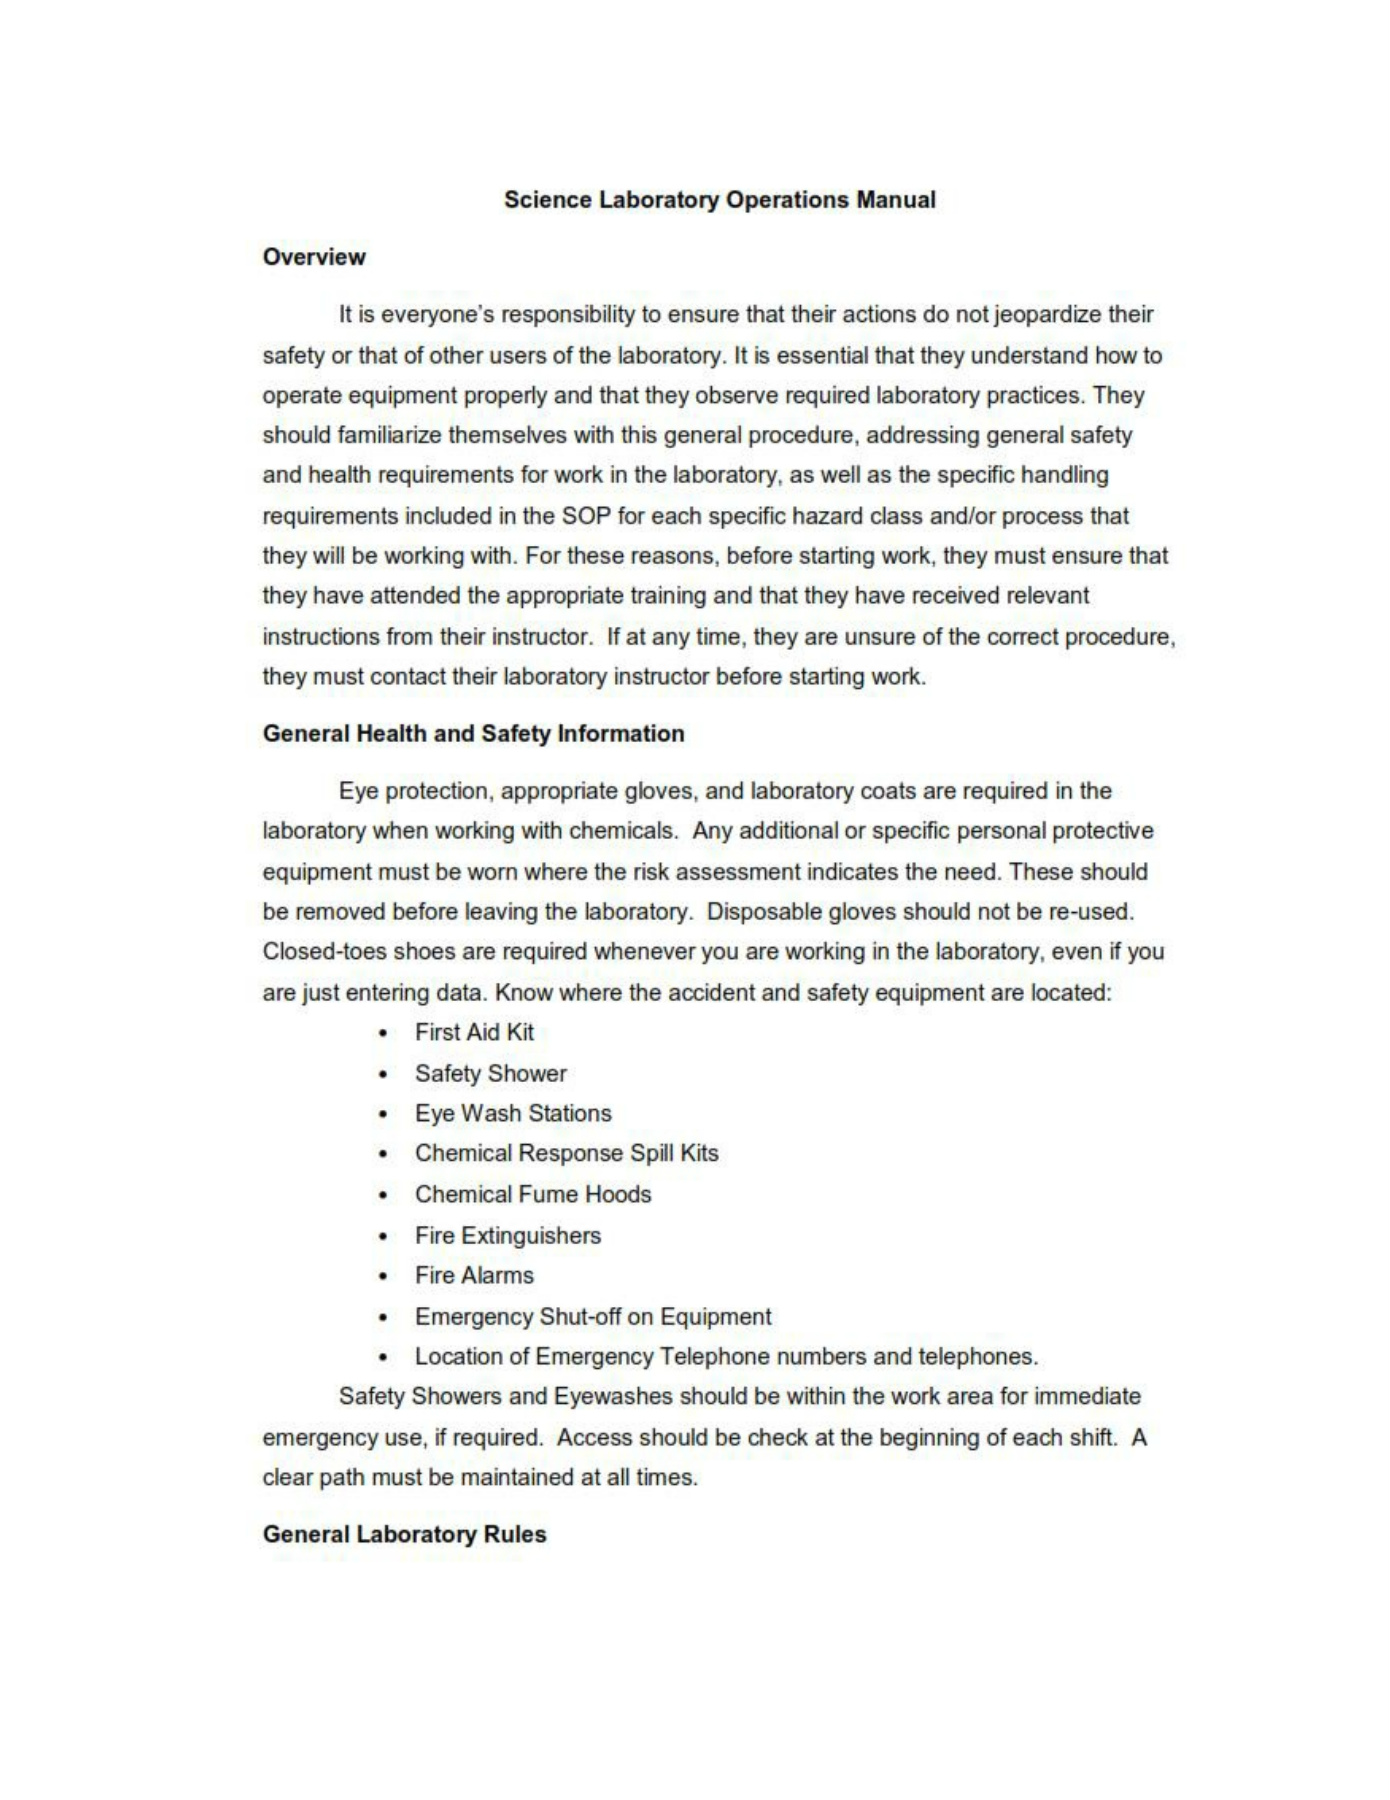 Science Laboratory Operations Manual
Overview
It is everyone's responsibility to ensure that their actions do not jeopardize their
safety or that of other users of the laboratory. It is essential that they understand how to
operate equipment properly and that they observe required laboratory practices. They
should familiarize themselves with this general procedure, addressing general safety
and health requirements for work in the laboratory, as well as the specific handling
requirements included in the SOP for each specific hazard class and/or process that
they will be working with. For these reasons, before starting work, they must ensure that
they have attended the appropriate training and that they have received relevant
instructions from their instructor.  If at any time, they are unsure of the correct procedure,
they must contact their laboratory instructor before starting work.
General Health and Safety Information
Eye protection, appropriate gloves, and laboratory coats are required in the
laboratory when working with chemicals.  Any additional or specific personal protective
equipment must be worn where the risk assessment indicates the need. These should
be removed before leaving the laboratory.  Disposable gloves should not be re-used.
Closed-toes shoes are required whenever you are working in the laboratory, even if you
are just entering data. Know where the accident and safety equipment are located:
• First Aid Kit
• Safety Shower
• Eye Wash Stations
• Chemical Response Spill Kits
• Chemical Fume Hoods
• Fire Extinguishers
• Fire Alarms
• Emergency Shut-off on Equipment
• Location of Emergency Telephone numbers and telephones.
Safety Showers and Eyewashes should be within the work area for immediate
emergency use, if required.  Access should be check at the beginning of each shift.  A
clear path must be maintained at all times.
General Laboratory Rules